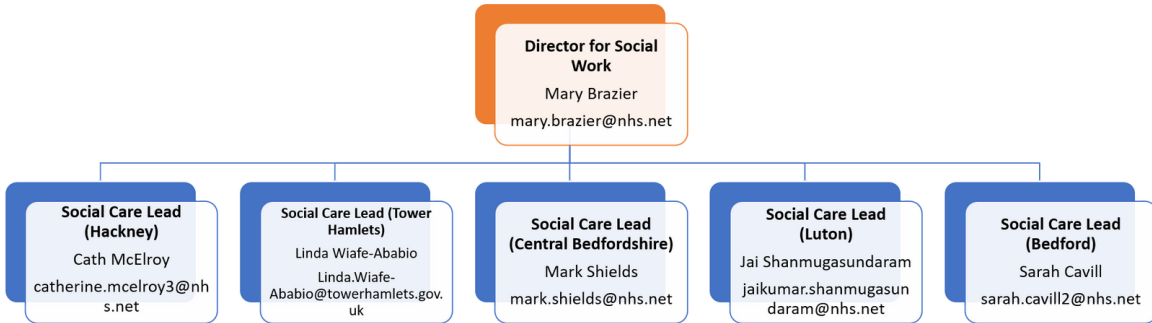 Director for Social
Work
Mary Brazier
mary.brazier@nhs.net
Social Care Lead
(Hackney)
Cath McElroy
catherine.mcelroy3@nh
s.net
Social Care Lead (Tower
Hamlets)
Linda Wiafe-Ababio
Linda.Wiafe-
Ababio@towerhamlets.gov.
uk
Social Care Lead
(Central Bedfordshire)
Mark Shields
mark.shields@nhs.net
Social Care Lead
(Luton)
Jai Shanmugasundaram
jaikumar.shanmugasun
daram@nhs.net
Social Care Lead
(Bedford)
Sarah Cavill
sarah.cavill2@nhs.net